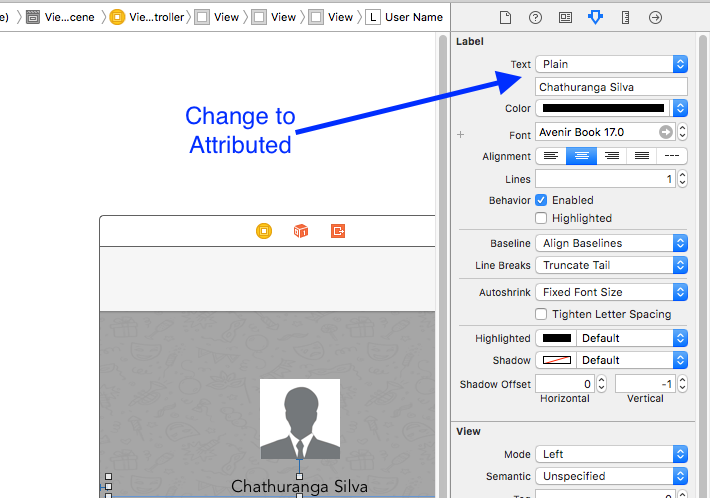 e) Vie...cene Vie...troller View View View L User Name
Label
Text Plain
Chathuranga Silva
Change to
Attributed
Color
Font Avenir Book 17.0
Alignment
Lines 1
Behavior Enabled
Highlighted
Baseline Align Baselines
Line Breaks Truncate Tail
Autoshrink Fixed Font Size
Tighten Letter Spacing
Highlighted Default
Shadow Default
Shadow Offset 0 -1
Horizontal Vertical
View
Mode Left
Semantic Unspecified
Chathuranga Silva